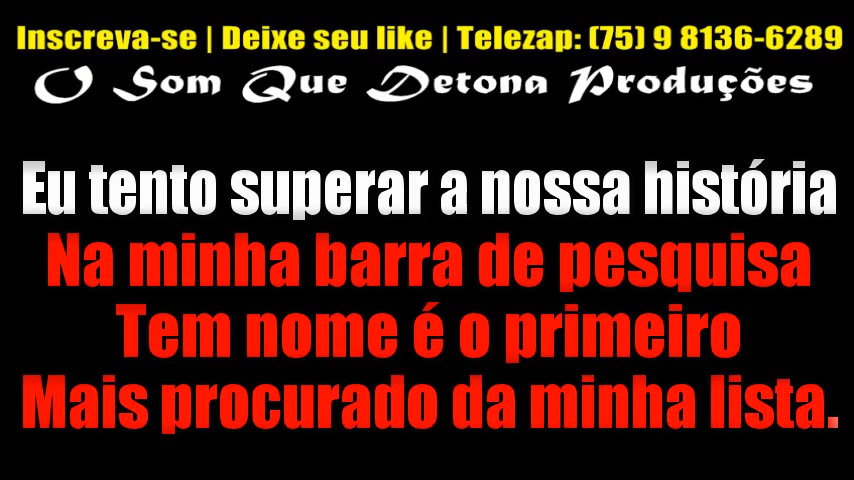 Inscreva-se | Deixe seu like | Telezap: (75) 9 8136-6289
O Som Que Detona Produções
Eu tento superar a nossa história
Na minha barra de pesquisa
Tem nome é o primeiro
Mais procurado da minha lista.